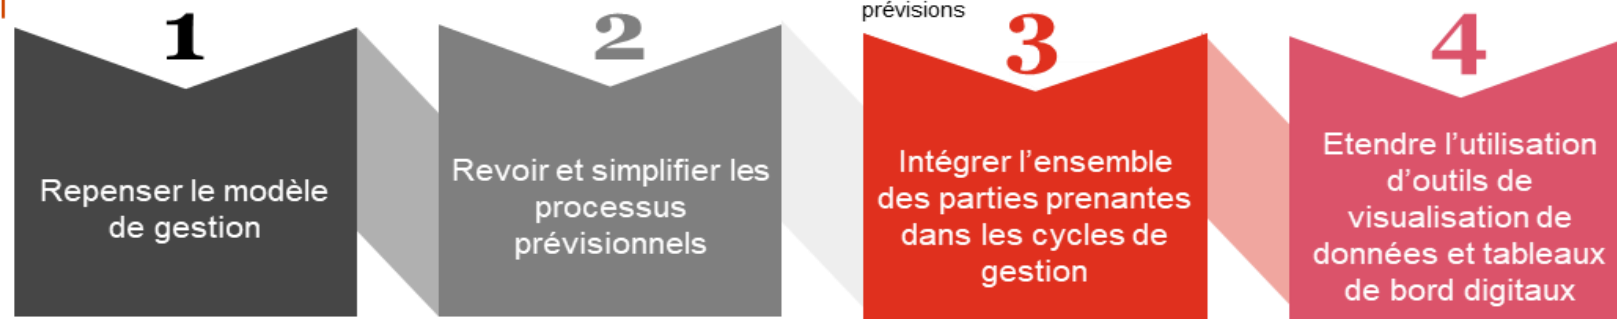 prévisions
1
Repenser le modèle
de gestion
2
Revoir et simplifier les
processus
prévisionnels
3
Intégrer l’ensemble
des parties prenantes
dans les cycles de
gestion
4
Etendre l’utilisation
d’outils de
visualisation de
données et tableaux
de bord digitaux